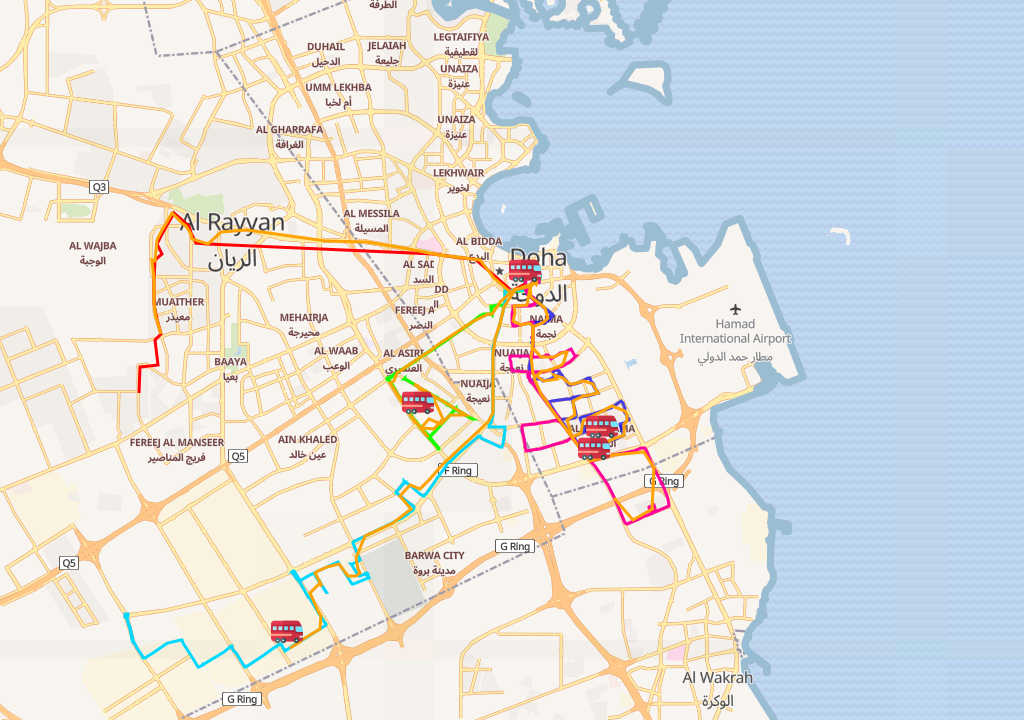 الطرفة
DUHAIL
الدحيل
JELAIAH
جليعة
LEGTAIFIYA
لقطيفية
UNAIZA
عنيزة
UMM LEKHBA
أم لخبا
UNAIZA
عنيزة
AL GHARRAFA
الغرافة
LEKHWAIR
لخوير
Q3
Al Rayyan
الريان
AL MESSILA
المسيلة
AL WAJBA
الوجبة
AL BIDDA
البدع
Doha
الدوحة
AL SAD
السد
DD
ال
MUAITHER
معيذر
MEHAIRJA
محيرجة
FEREEJ A
النصر
NAJMA
نجمة
Hamad
International Airport
مطار حمد الدولي
AL WAAB
الوعب
AL ASIRI
العسيري
NUAIJA
نعيجة
BAAYA
بعيا
NUAIJA
نعيجة
FEREEJ AL MANSEER
فريج المناصير
AIN KHALED
عين خالد
Q5
F Ring
G Ring
G Ring
Q5
BARWA CITY
مدينة بروة
Al Wakrah
الوكرة
G Ring